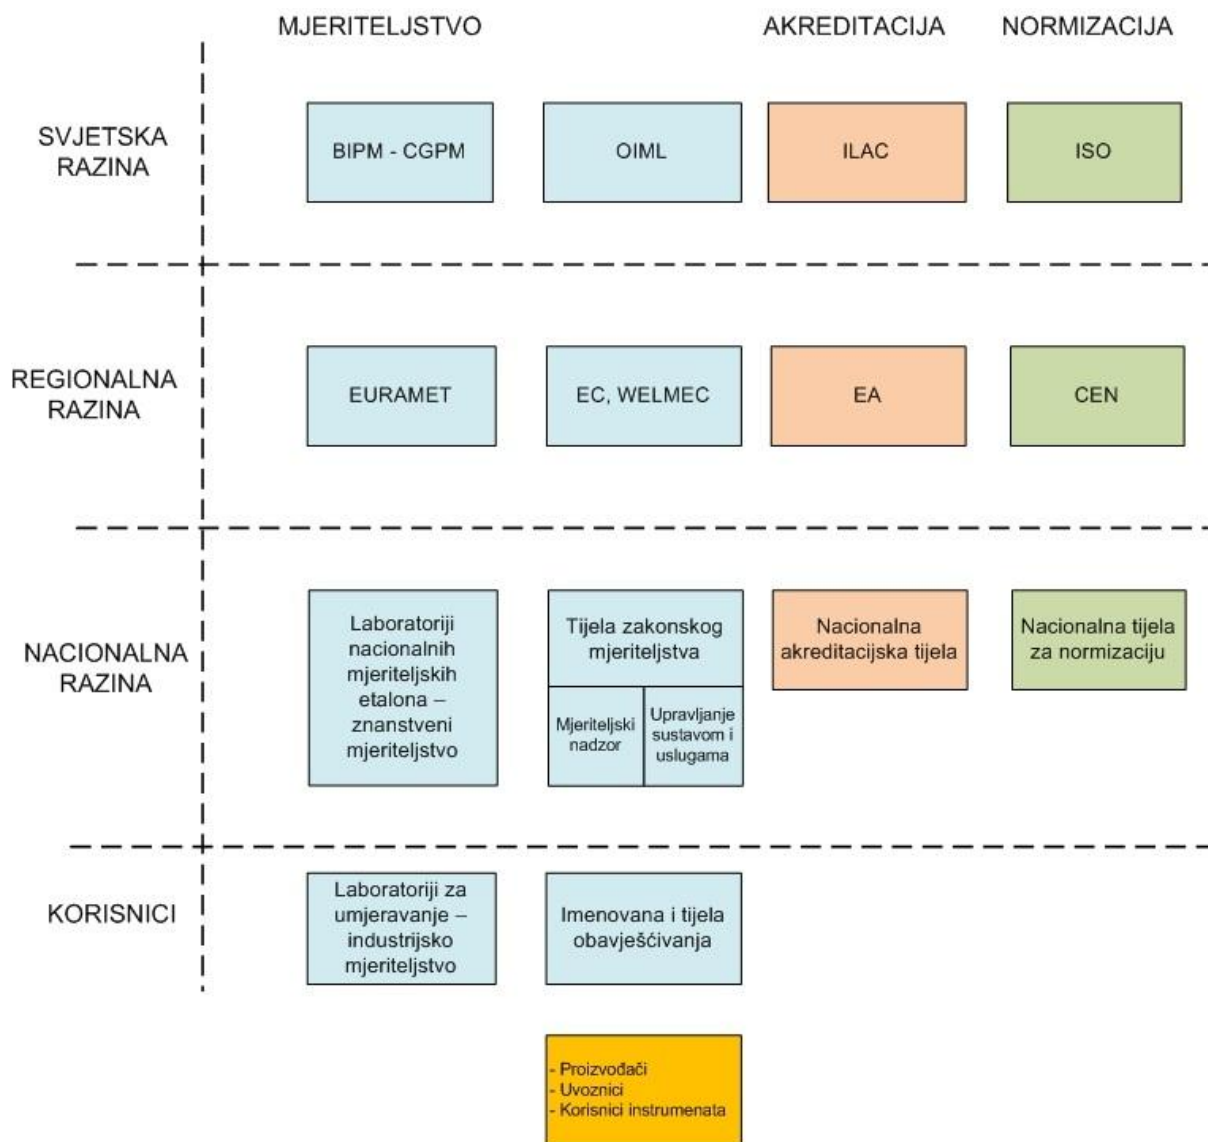 MJERITELJSTVO
AKREDITACIJA
NORMIZACIJA
SVJETSKA
RAZINA
BIPM - CGPM
OIML
ILAC
ISO
REGIONALNA
RAZINA
EURAMET
EC, WELMEC
EA
CEN
NACIONALNA
RAZINA
Laboratoriji
nacionalnih
mjeriteljskih
etalona –
znanstveni
mjeriteljstvo
Tijela zakonskog
mjeriteljstva
Mjeriteljski
nadzor
Upravljanje
sustavom i
uslugama
Nacionalna
akreditacijska tijela
Nacionalna tijela
za normizaciju
KORISNICI
Laboratoriji za
umjeravanje –
industrijsko
mjeriteljstvo
Imenovana i tijela
obavješćivanja
- Proizvođači
- Uvoznici
- Korisnici instrumenata